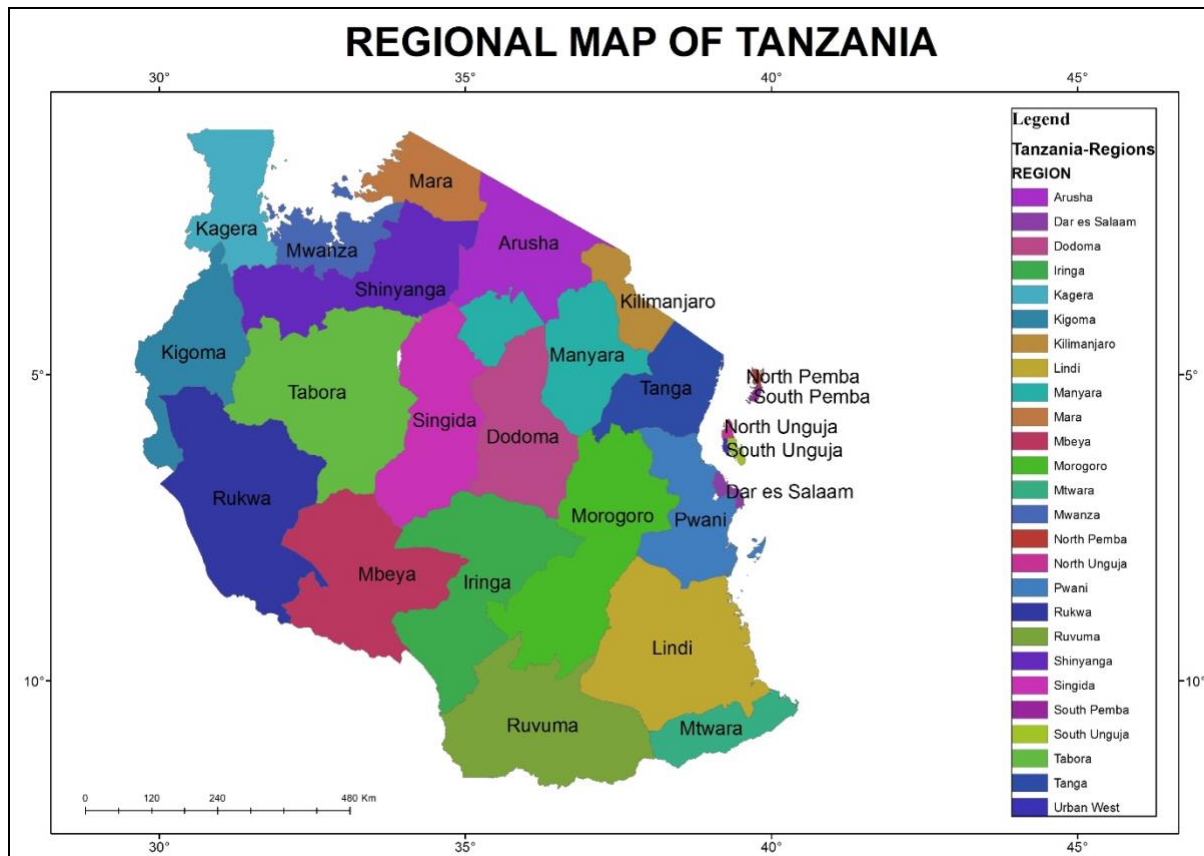 REGIONAL MAP OF TANZANIA
30° 35° 40° 45°
Legend
Tanzania-Regions
REGION
Arusha
Dar es Salaam
Dodoma
Iringa
Kagera
Kigoma
Kilimanjaro
Lindi
Manyara
Mara
Mbeya
Morogoro
Mtwara
Mwanza
North Pemba
North Unguja
Pwani
Rukwa
Ruvuma
Shinyanga
Singida
South Pemba
South Unguja
Tabora
Tanga
Urban West
Mara
Kagera
Mwanza
Arusha
Shinyanga
Kilimanjaro
Kigoma
Manyara
5° 5°
Tabora
Tanga
North Pemba
South Pemba
Singida
Dodoma
North Unguja
South Unguja
Rukwa
Dar es Salaam
Morogoro
Pwani
Mbeya
Iringa
Lindi
10° 10°
Ruvuma
Mtwara
0 120 240 480 Km
30° 35° 40° 45°